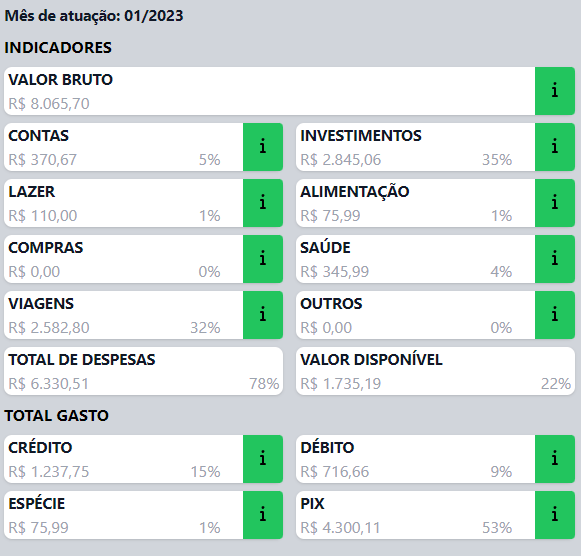 Mês de atuação: 01/2023
INDICADORES
VALOR BRUTO
R$ 8.065,70
i
CONTAS
R$ 370,67 5%
i
INVESTIMENTOS
R$ 2.845,06 35%
i
LAZER
R$ 110,00 1%
i
ALIMENTAÇÃO
R$ 75,99 1%
i
COMPRAS
R$ 0,00 0%
i
SAÚDE
R$ 345,99 4%
i
VIAGENS
R$ 2.582,80 32%
i
OUTROS
R$ 0,00 0%
i
TOTAL DE DESPESAS
R$ 6.330,51 78%
VALOR DISPONÍVEL
R$ 1.735,19 22%
TOTAL GASTO
CRÉDITO
R$ 1.237,75 15%
i
DÉBITO
R$ 716,66 9%
i
ESPÉCIE
R$ 75,99 1%
i
PIX
R$ 4.300,11 53%
i